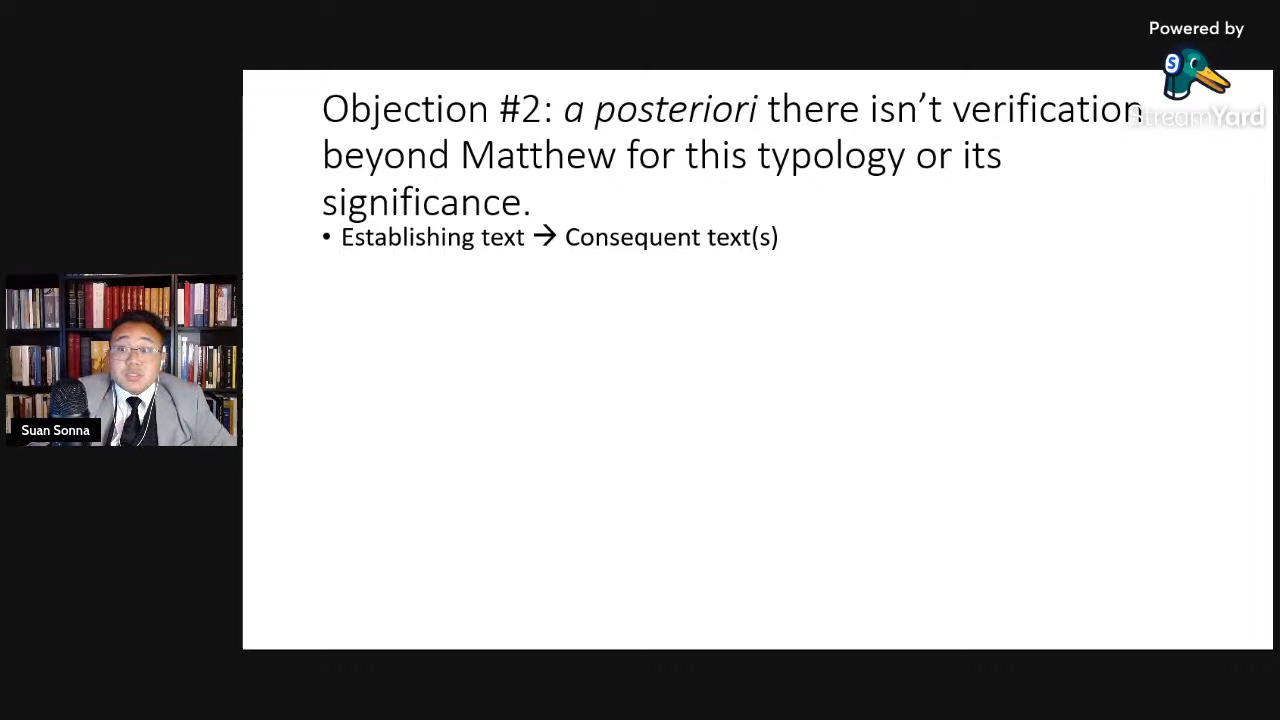 Powered by
StreamYard
Objection #2: a posteriori there isn’t verification
beyond Matthew for this typology or its
significance.
• Establishing text → Consequent text(s)
Suan Sonna